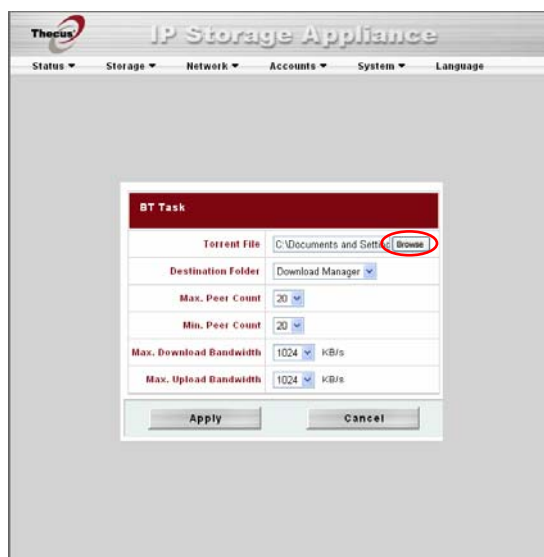 Thecus
IP Storage Appliance
Status Storage Network Accounts System Language
BT Task
Torrent File C:\Documents and Setting Browse
Destination Folder Download Manager
Max. Peer Count 20
Min. Peer Count 20
Max. Download Bandwidth 1024 KB/s
Max. Upload Bandwidth 1024 KB/s
Apply Cancel